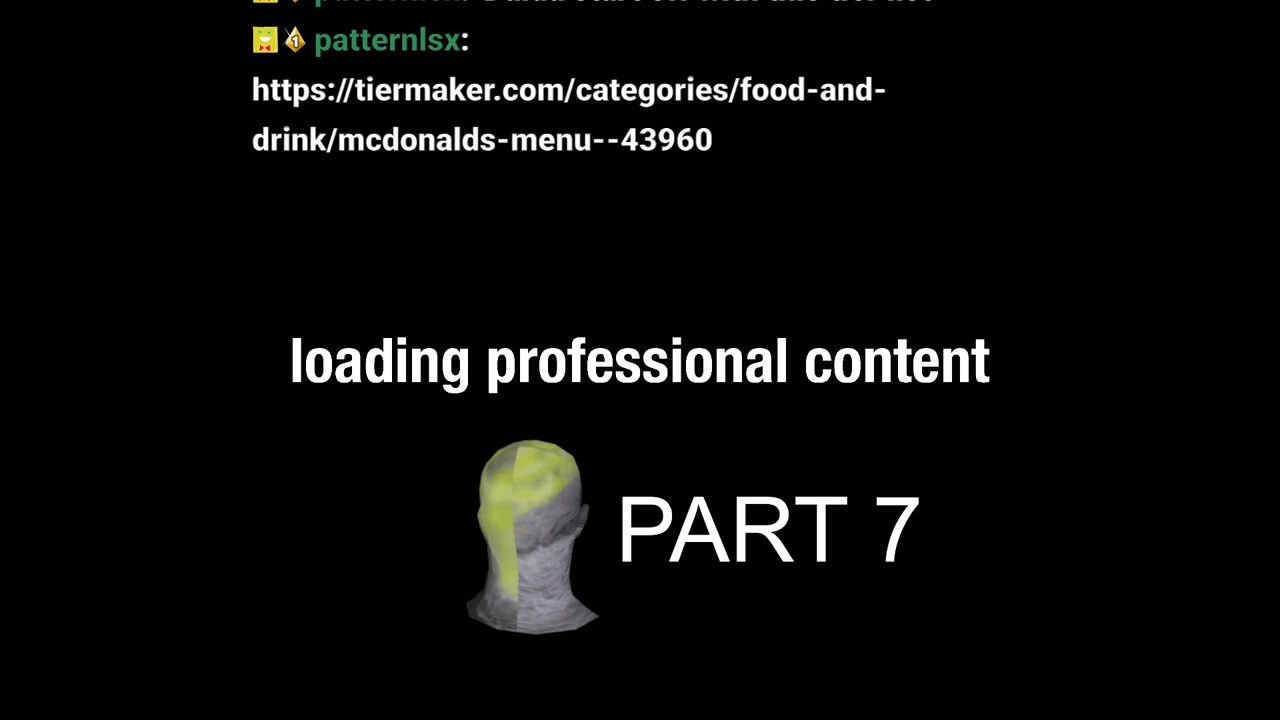 patternlsx:
https://tiermaker.com/categories/food-and-
drink/mcdonalds-menu--43960
loading professional content
PART 7